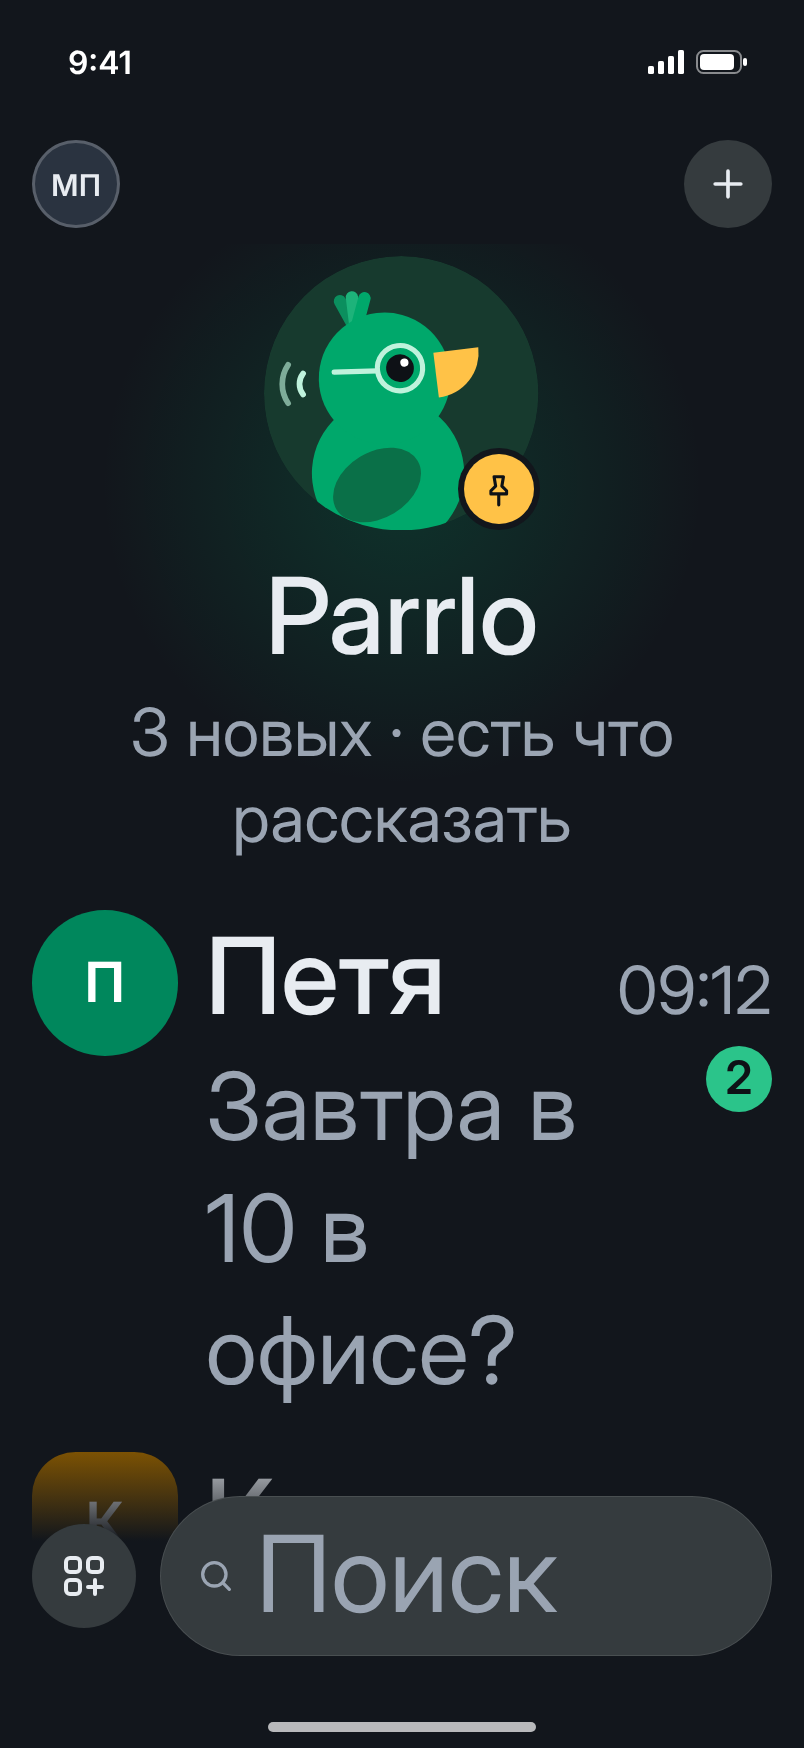 9:41
МП
Parrlo
3 новых · есть что
рассказать
П
Петя
09:12
Завтра в
2
10 в
офисе?
К
Поиск